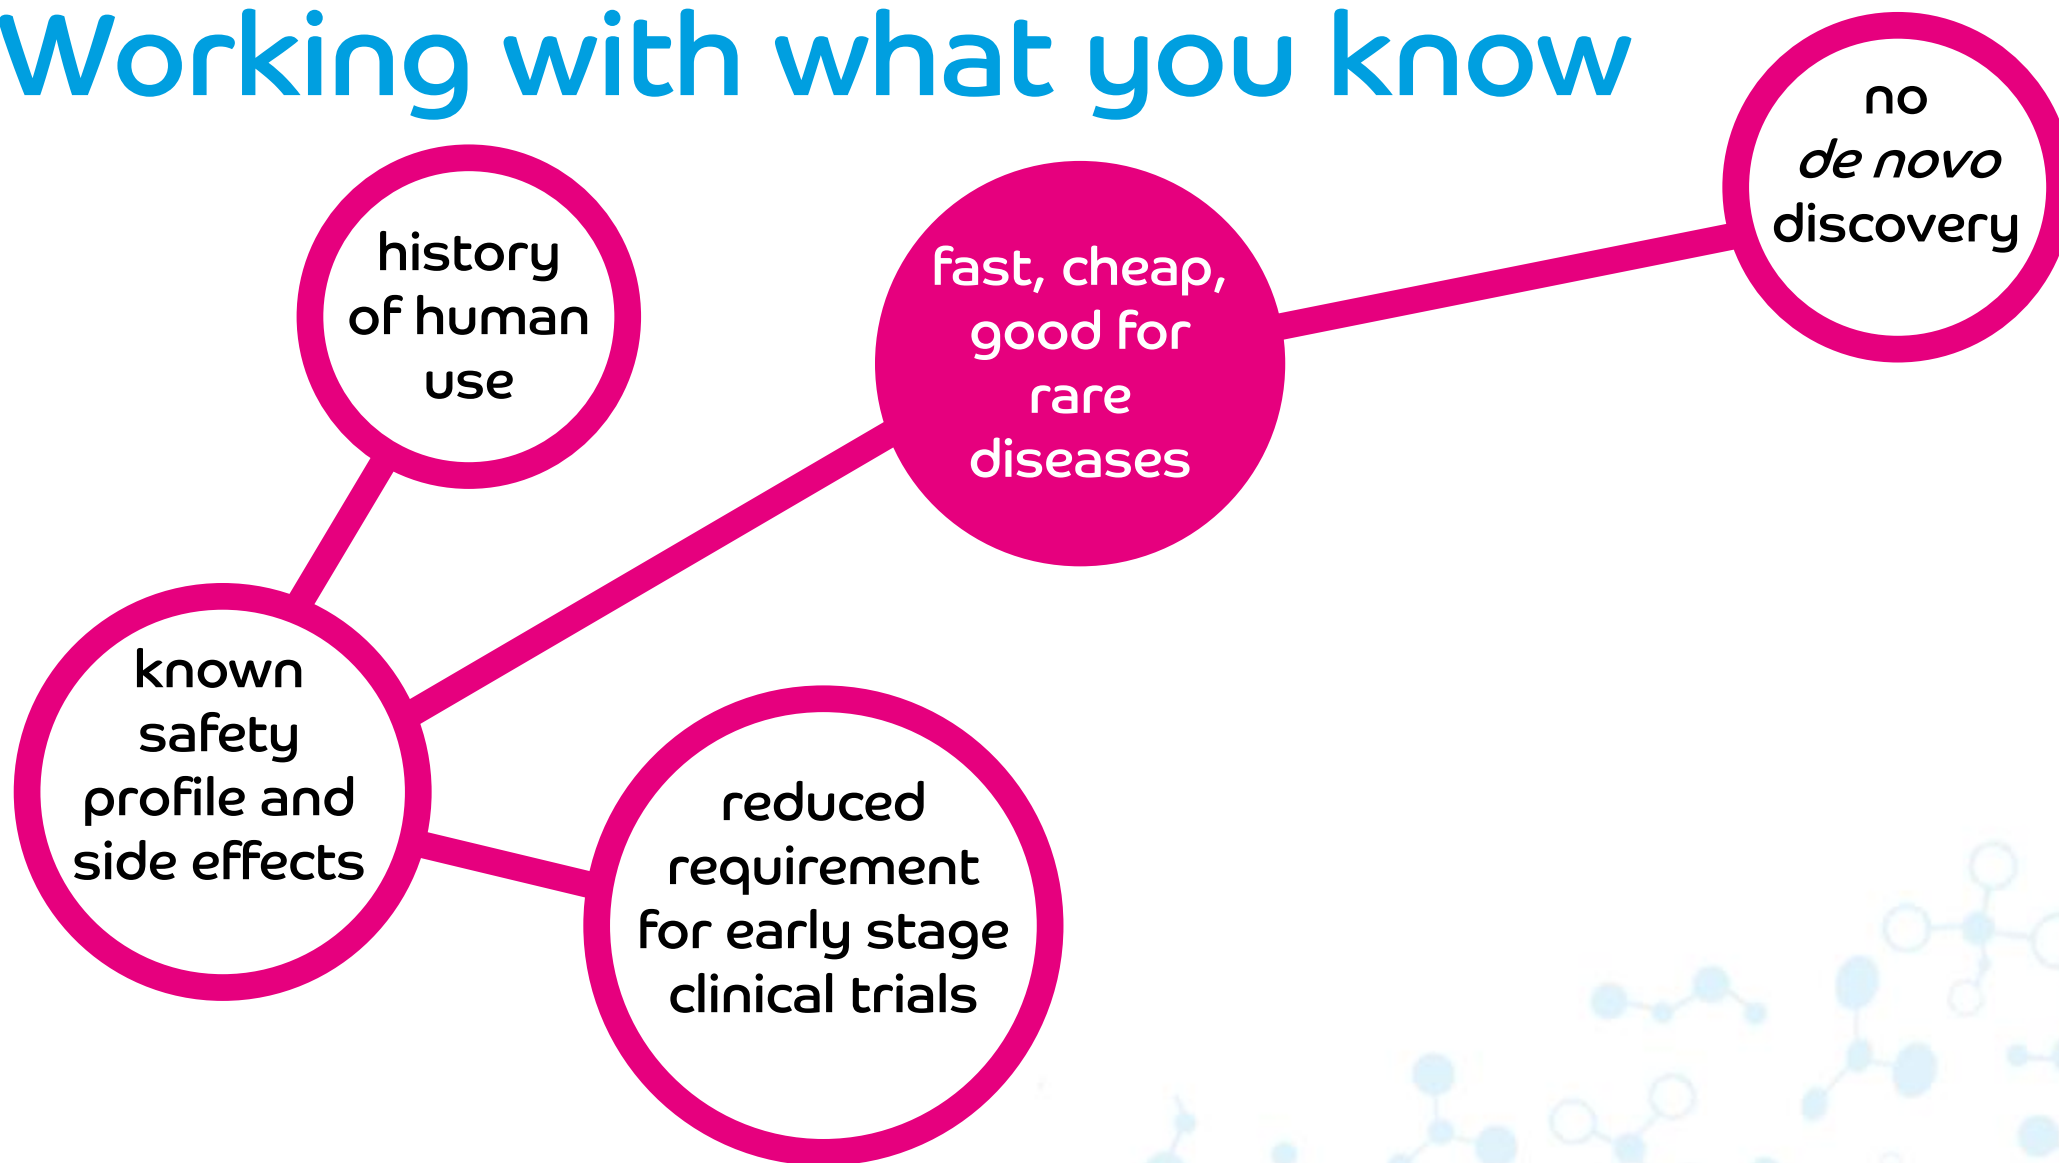 Working with what you know
no
de novo
discovery
history
of human
use
fast, cheap,
good for
rare
diseases
known
safety
profile and
side effects
reduced
requirement
for early stage
clinical trials